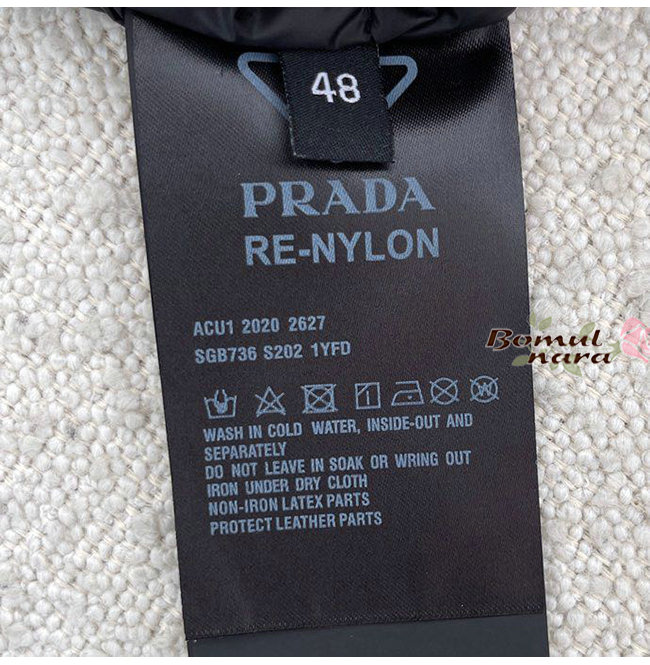 48
PRADA
RE-NYLON
ACU1 2020 2627
SGB736 S202 1YFD
Bomul
nara
WASH IN COLD WATER, INSIDE-OUT AND
SEPARATELY
DO NOT LEAVE IN SOAK OR WRING OUT
IRON UNDER DRY CLOTH
NON-IRON LATEX PARTS
PROTECT LEATHER PARTS